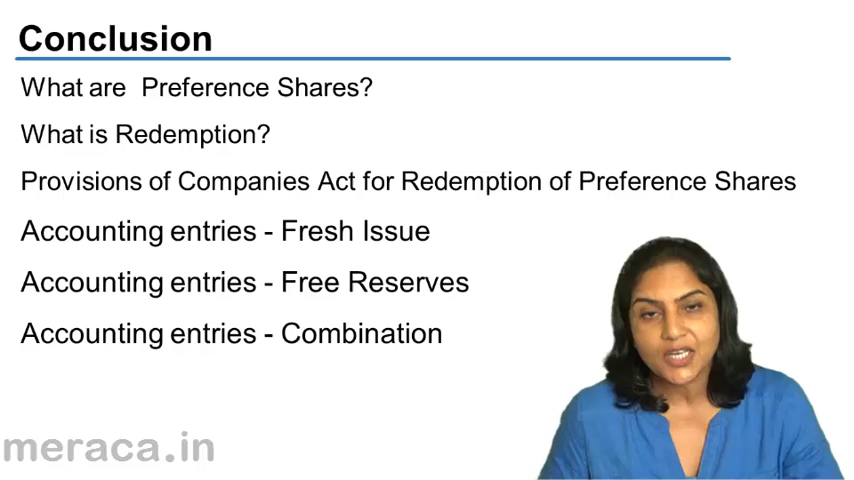 Conclusion
What are Preference Shares?
What is Redemption?
Provisions of Companies Act for Redemption of Preference Shares
Accounting entries - Fresh Issue
Accounting entries - Free Reserves
Accounting entries - Combination
meraca.in